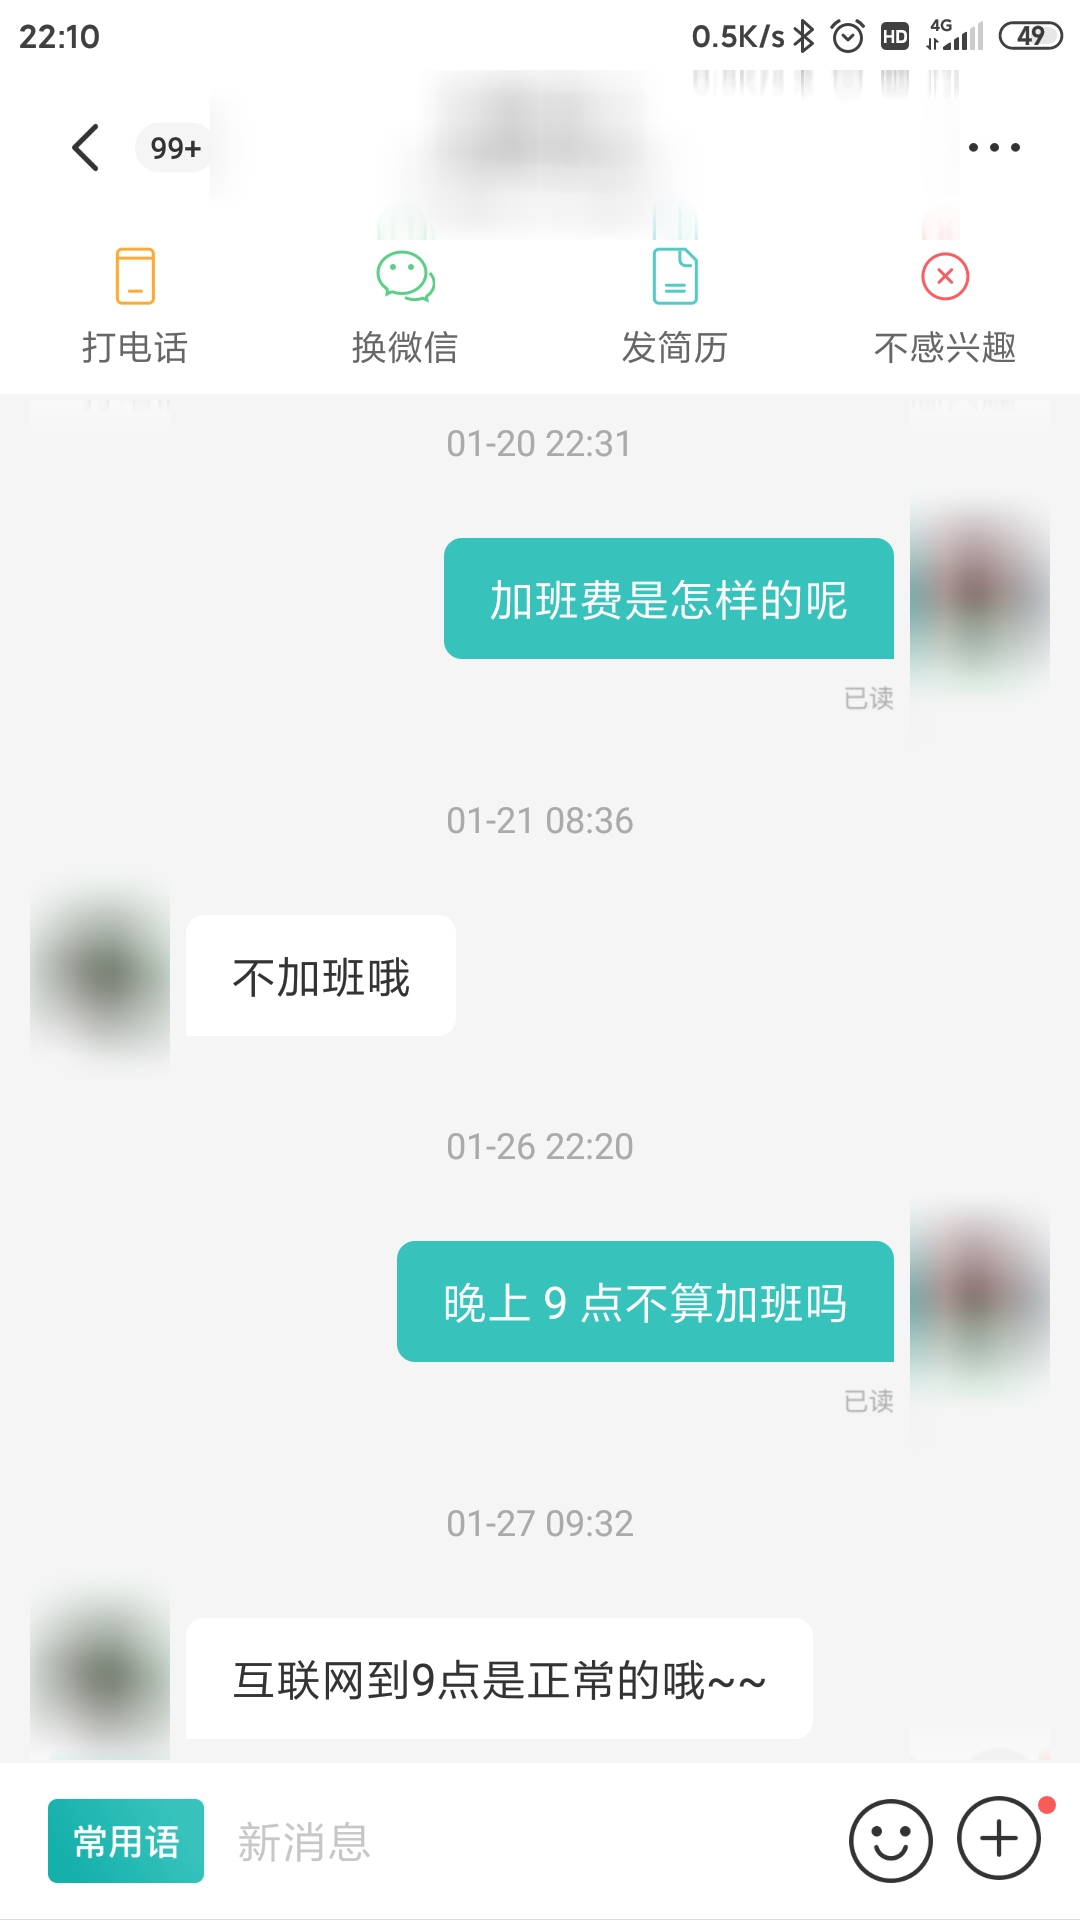 22:10 0.5K/s HD 4G 49
99+
打电话 换微信 发简历 不感兴趣
01-20 22:31
加班费是怎样的呢
已读
01-21 08:36
不加班哦
01-26 22:20
晚上 9 点不算加班吗
已读
01-27 09:32
互联网到9点是正常的哦~~
常用语 新消息